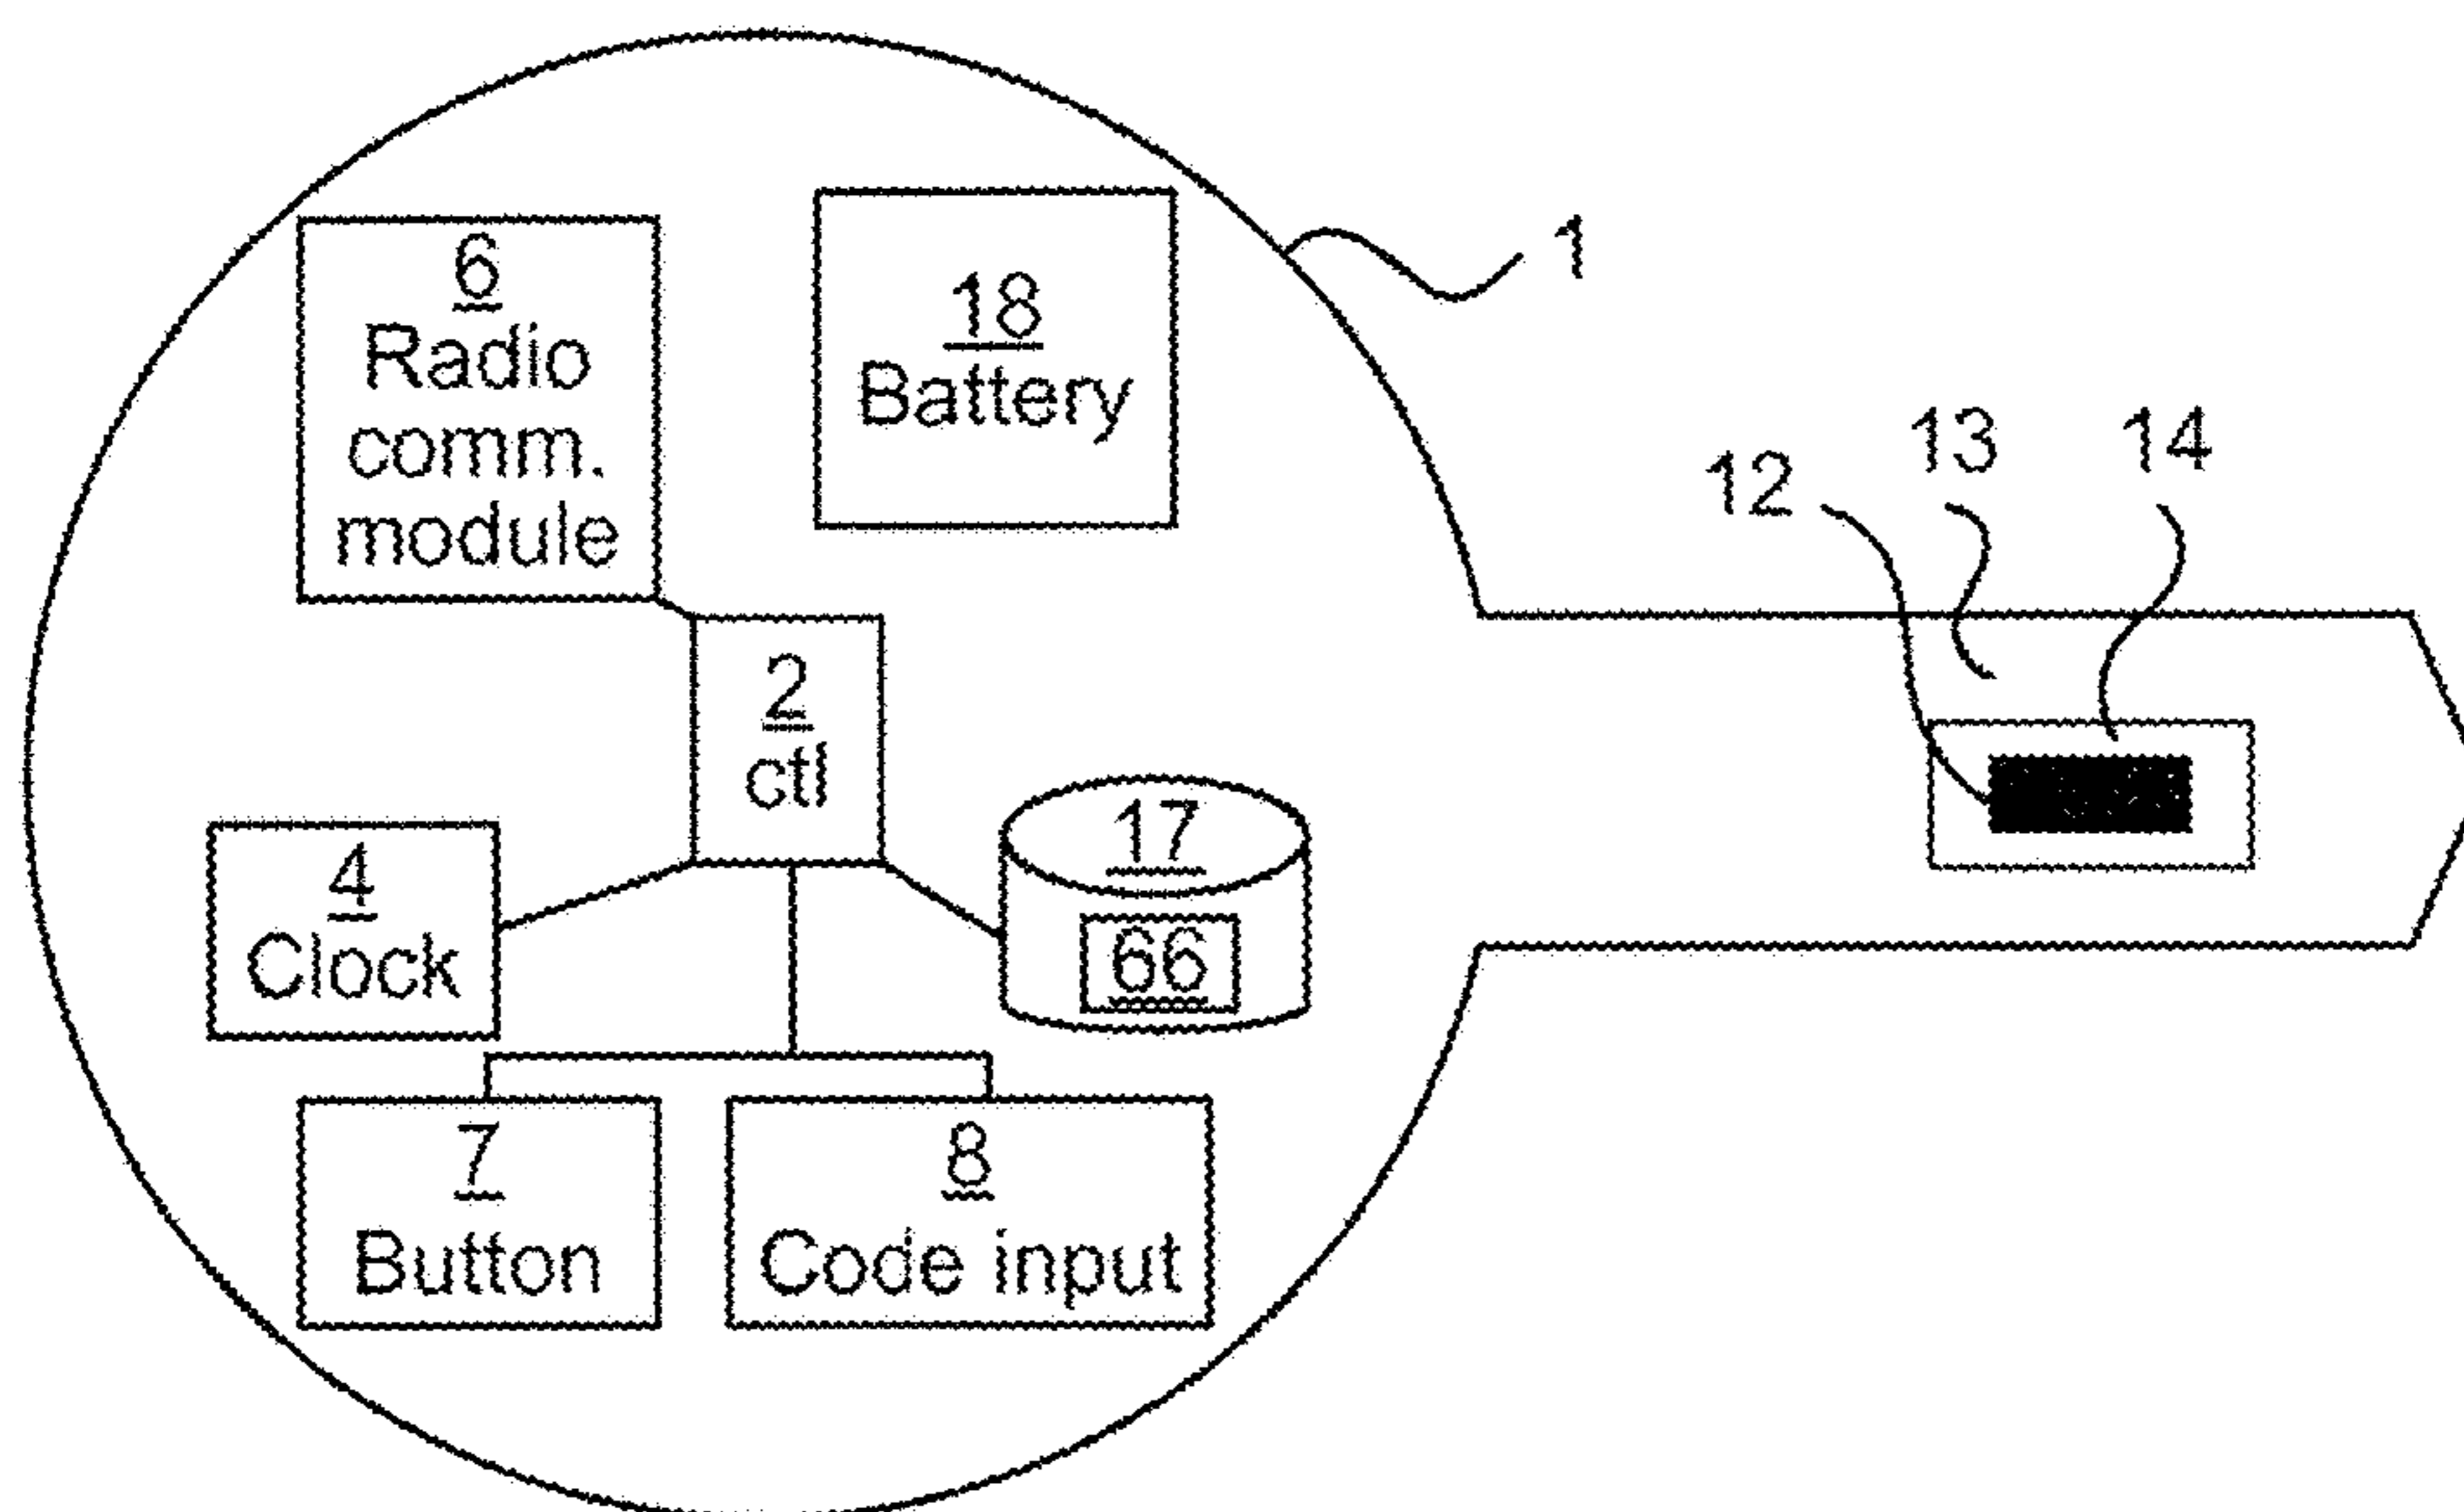 6
Radio
comm.
module
18
Battery
1
12
13
14
2
ctl
17
66
4
Clock
7
Button
8
Code input